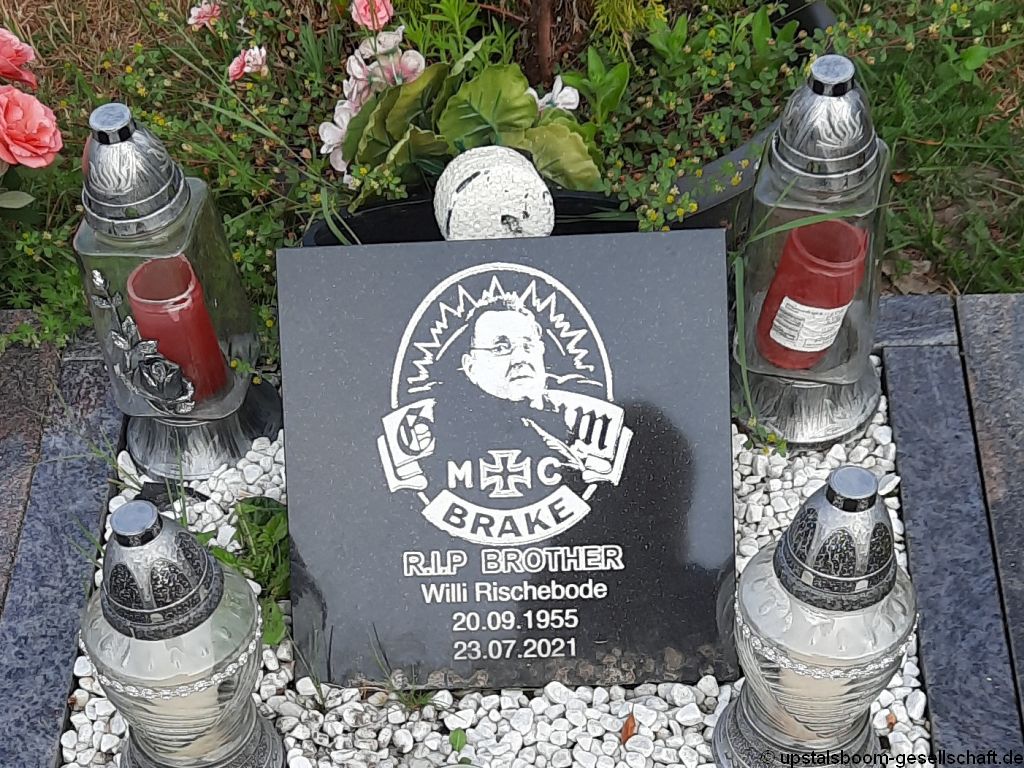 M C
BRAKE
R.I.P BROTHER
Willi Rischebode
20.09.1955
23.07.2021
© upstalsboom-gesellschaft.de